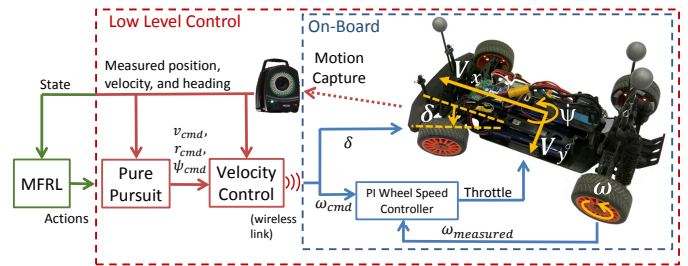 Low Level Control
On-Board
Measured position,
velocity, and heading
State
Motion
Capture
V_x
δ
Ψ̇
V_y
v_cmd,
r_cmd,
ψ_cmd
δ
MFRL
Pure
Pursuit
Velocity
Control
PI Wheel Speed
Controller
Throttle
ω
Actions
(wireless
link)
ω_cmd
ω_measured